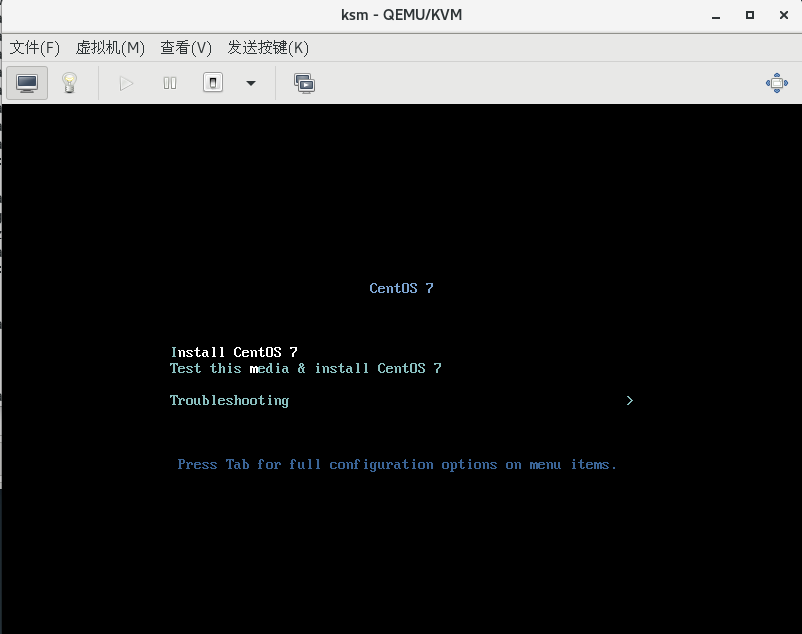 ksm - QEMU/KVM
文件(F) 虚拟机(M) 查看(V) 发送按键(K)
CentOS 7
Install CentOS 7
Test this media & install CentOS 7
Troubleshooting >
Press Tab for full configuration options on menu items.